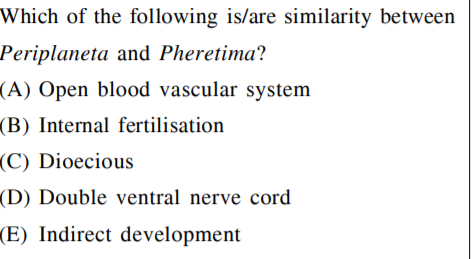 Which of the following is/are similarity between
Periplaneta and Pheretima?
(A) Open blood vascular system
(B) Internal fertilisation
(C) Dioecious
(D) Double ventral nerve cord
(E) Indirect development